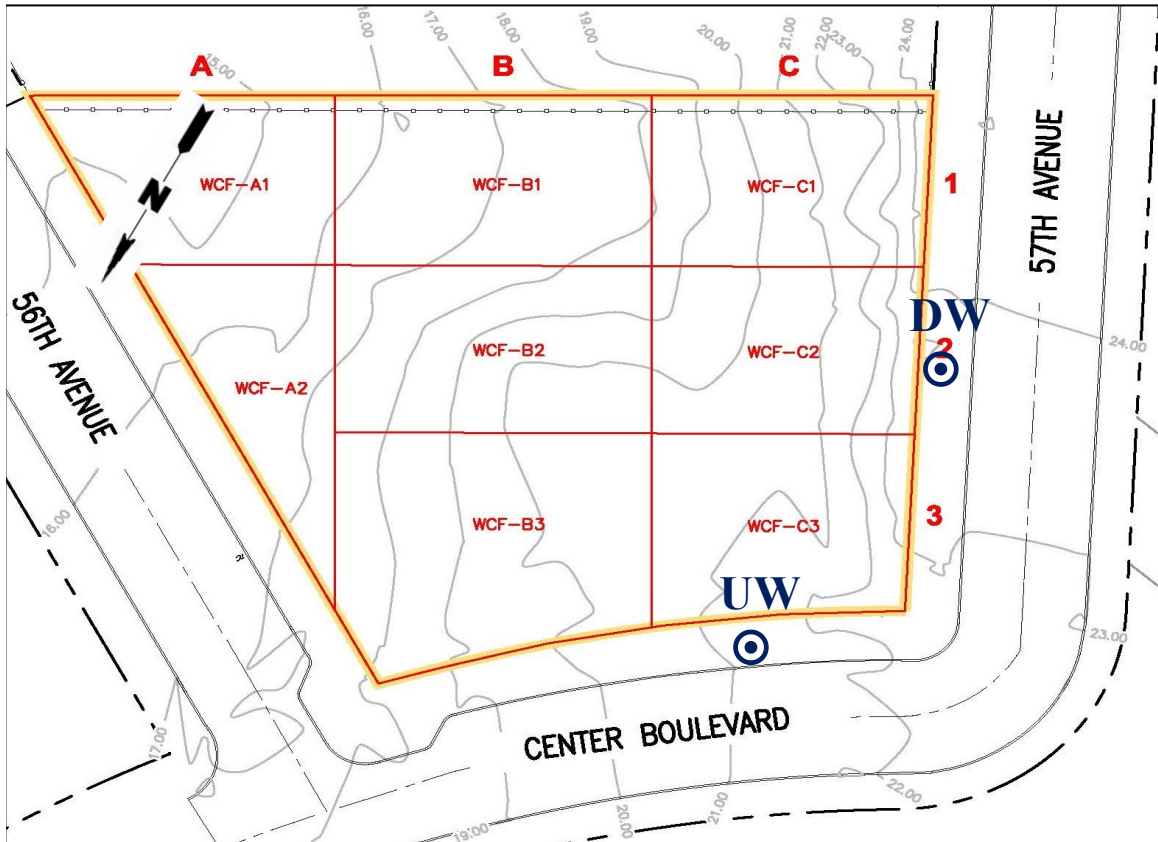 16.00
17.00
18.00
19.00
20.00
21.00
22.00
23.00
24.00
15.00
A
B
C
N
WCF-A1
WCF-B1
WCF-C1
1
57TH AVENUE
56TH AVENUE
DW
2
24.00
WCF-A2
WCF-B2
WCF-C2
16.00
WCF-B3
WCF-C3
3
UW
23.00
17.00
CENTER BOULEVARD
22.00
21.00
20.00
19.00